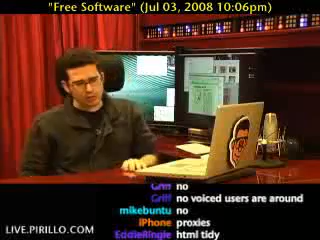 "Free Software" (Jul 03, 2008 10:06pm)
Griff no
Griff no voiced users are around
mikebuntu no
iPhone proxies
EddieRingle html tidy
LIVE.PIRILLO.COM